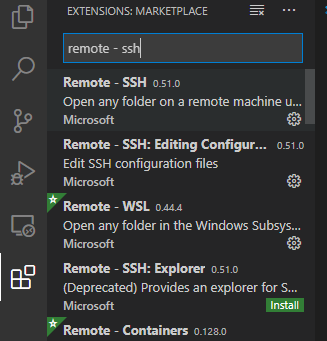 EXTENSIONS: MARKETPLACE
remote - ssh
Remote - SSH 0.51.0
Open any folder on a remote machine u...
Microsoft
Remote - SSH: Editing Configur... 0.51.0
Edit SSH configuration files
Microsoft
Remote - WSL 0.44.4
Open any folder in the Windows Subsys...
Microsoft
Remote - SSH: Explorer 0.51.0
(Deprecated) Provides an explorer for S...
Microsoft Install
Remote - Containers 0.128.0